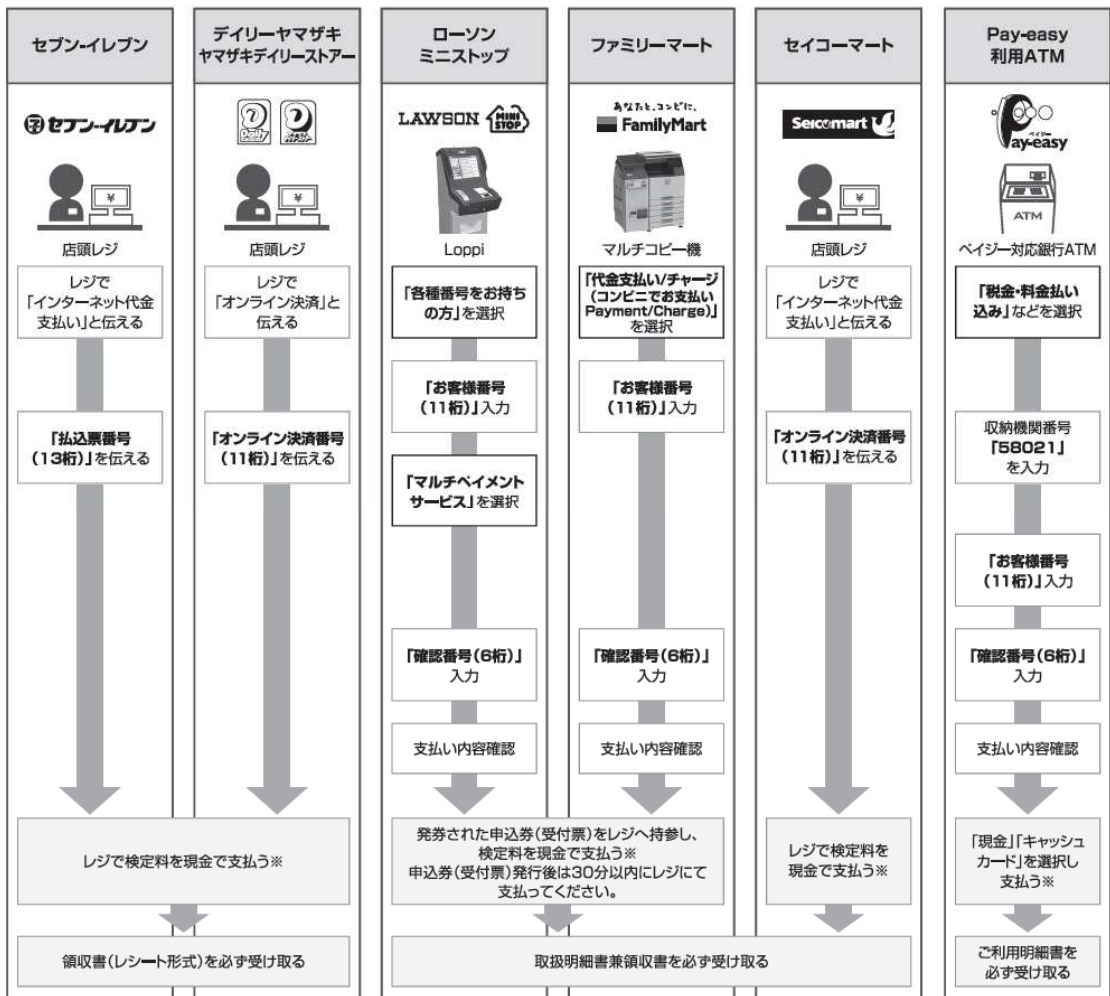 セブン-イレブン
デイリーヤマザキ
ヤマザキデイリーストアー
ローソン
ミニストップ
ファミリーマート
セイコーマート
Pay-easy
利用ATM
セブン-イレブン
Daily
LAWSON
MINI
STOP
あなたと、コンビに、
FamilyMart
Seicomart
ペイジー
Pay-easy
¥
¥
¥
ATM
店頭レジ
店頭レジ
Loppi
マルチコピー機
店頭レジ
ペイジー対応銀行ATM
レジで
「インターネット代金
支払い」と伝える
レジで
「オンライン決済」と
伝える
「各種番号をお持ち
の方」を選択
「代金支払い/チャージ
(コンビニでお支払い
Payment/Charge)」
を選択
レジで
「インターネット代金
支払い」と伝える
「税金・料金払い
込み」などを選択
「お客様番号
(11桁)」入力
「お客様番号
(11桁)」入力
「払込票番号
(13桁)」を伝える
「オンライン決済番号
(11桁)」を伝える
「マルチペイメント
サービス」を選択
「オンライン決済番号
(11桁)」を伝える
収納機関番号
「58021」
を入力
「お客様番号
(11桁)」入力
「確認番号(6桁)」
入力
「確認番号(6桁)」
入力
「確認番号(6桁)」
入力
支払い内容確認
支払い内容確認
支払い内容確認
レジで検定料を現金で支払う※
発券された申込券(受付票)をレジへ持参し、
検定料を現金で支払う※
申込券(受付票)発行後は30分以内にレジにて
支払ってください。
レジで検定料を
現金で支払う※
「現金」「キャッシュ
カード」を選択し
支払う※
領収書(レシート形式)を必ず受け取る
取扱明細書兼領収書を必ず受け取る
ご利用明細書を
必ず受け取る